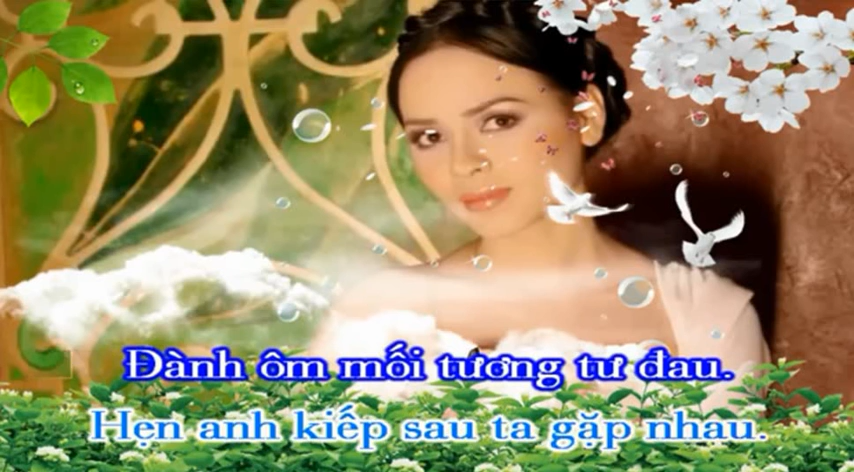 Đành ôm mối tương tư đau.
Hẹn anh kiếp sau ta gặp nhau.